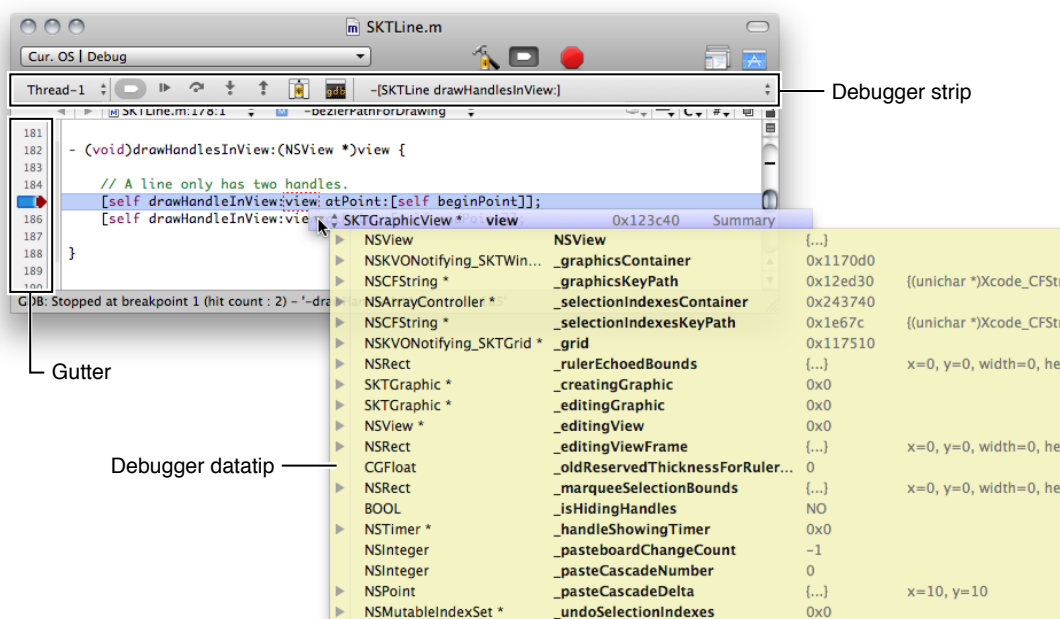 SKTLine.m
Cur. OS | Debug
Thread-1 gdb -[SKTLine drawHandlesInView:]
Debugger strip
SKTLine.m:178:1 M -bezierPathForDrawing C, #,
181
182 - (void)drawHandlesInView:(NSView *)view {
183
184 // A line only has two handles.
[self drawHandleInView:view atPoint:[self beginPoint]];
186 [self drawHandleInView:view
SKTGraphicView * view 0x123c40 Summary
187
188 }
189
190
GDB: Stopped at breakpoint 1 (hit count : 2) - '-dra
NSView NSView {...}
NSKVONotifying_SKTWin... _graphicsContainer 0x1170d0
NSCFString * _graphicsKeyPath 0x12ed30 {(unichar *)Xcode_CFStr
NSArrayController * _selectionIndexesContainer 0x243740
NSCFString * _selectionIndexesKeyPath 0x1e67c {(unichar *)Xcode_CFStr
NSKVONotifying_SKTGrid * _grid 0x117510
NSRect _rulerEchoedBounds {...} x=0, y=0, width=0, he
SKTGraphic * _creatingGraphic 0x0
SKTGraphic * _editingGraphic 0x0
NSView * _editingView 0x0
NSRect _editingViewFrame {...} x=0, y=0, width=0, he
CGFloat _oldReservedThicknessForRuler... 0
NSRect _marqueeSelectionBounds {...} x=0, y=0, width=0, he
BOOL _isHidingHandles NO
NSTimer * _handleShowingTimer 0x0
NSInteger _pasteboardChangeCount -1
NSInteger _pasteCascadeNumber 0
NSPoint _pasteCascadeDelta {...} x=10, y=10
NSMutableIndexSet * _undoSelectionIndexes 0x0
Gutter
Debugger datatip